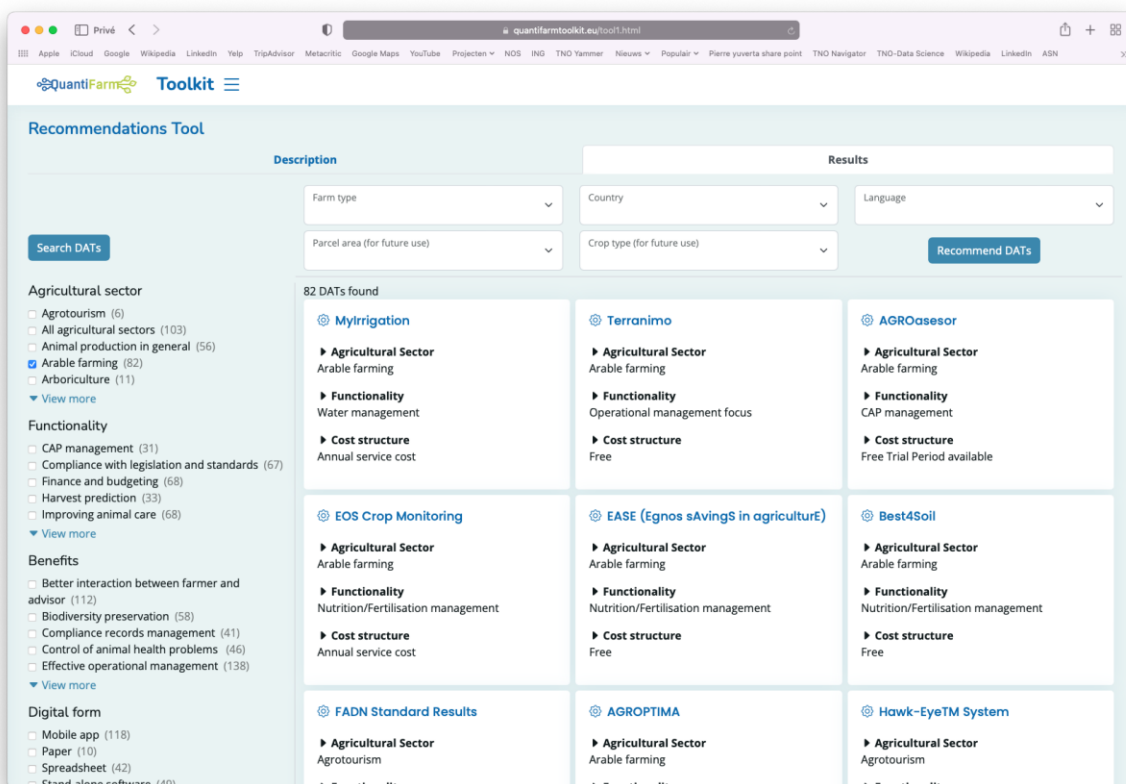 Privé
quantifarmtoolkit.eu/tool1.html
Apple iCloud Google Wikipedia LinkedIn Yelp TripAdvisor Metacritic Google Maps YouTube Projecten NOS ING TNO Yammer Nieuws Populair Pierre yuverta share point TNO Navigator TNO-Data Science Wikipedia LinkedIn ASN
QuantiFarm Toolkit
Recommendations Tool
Description Results
Farm type Country Language
Search DATs
Parcel area (for future use) Crop type (for future use)
Recommend DATs
Agricultural sector
Agrotourism (6)
All agricultural sectors (103)
Animal production in general (56)
Arable farming (82)
Arboriculture (11)
View more
Functionality
CAP management (31)
Compliance with legislation and standards (67)
Finance and budgeting (68)
Harvest prediction (33)
Improving animal care (68)
View more
Benefits
Better interaction between farmer and
advisor (112)
Biodiversity preservation (58)
Compliance records management (41)
Control of animal health problems (46)
Effective operational management (138)
View more
Digital form
Mobile app (118)
Paper (10)
Spreadsheet (42)
Stand-alone software (49)
82 DATs found
MyIrrigation
Agricultural Sector
Arable farming
Functionality
Water management
Cost structure
Annual service cost
Terranimo
Agricultural Sector
Arable farming
Functionality
Operational management focus
Cost structure
Free
AGROasesor
Agricultural Sector
Arable farming
Functionality
CAP management
Cost structure
Free Trial Period available
EOS Crop Monitoring
Agricultural Sector
Arable farming
Functionality
Nutrition/Fertilisation management
Cost structure
Annual service cost
EASE (Egnos sAvingS in agriculturE)
Agricultural Sector
Arable farming
Functionality
Nutrition/Fertilisation management
Cost structure
Free
Best4Soil
Agricultural Sector
Arable farming
Functionality
Nutrition/Fertilisation management
Cost structure
Free
FADN Standard Results
Agricultural Sector
Agrotourism
AGROPTIMA
Agricultural Sector
Arable farming
Hawk-EyeTM System
Agricultural Sector
Agrotourism